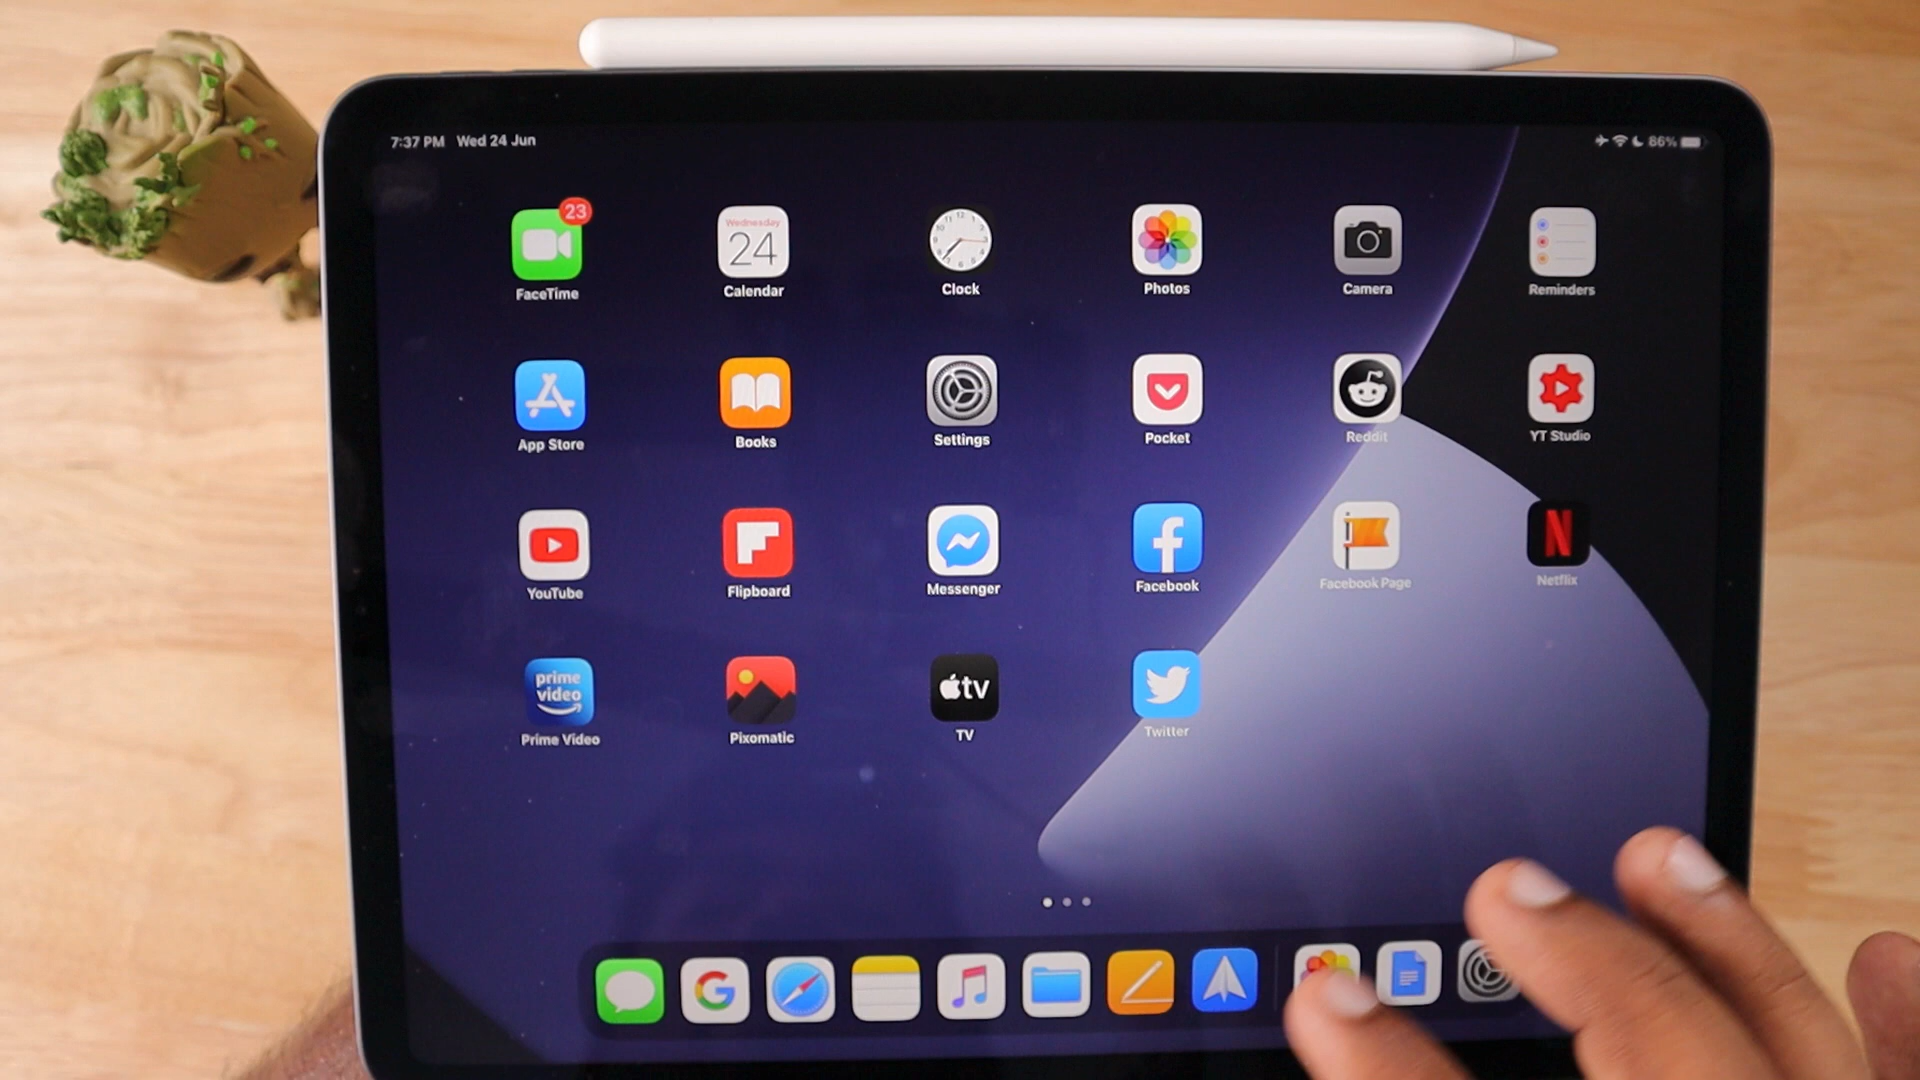 7:37 PM Wed 24 Jun
86%
23
Wednesday
24
FaceTime
Calendar
Clock
Photos
Camera
Reminders
App Store
Books
Settings
Pocket
Reddit
YT Studio
YouTube
Flipboard
Messenger
Facebook
Facebook Page
Netflix
prime
video
tv
Prime Video
Pixomatic
TV
Twitter